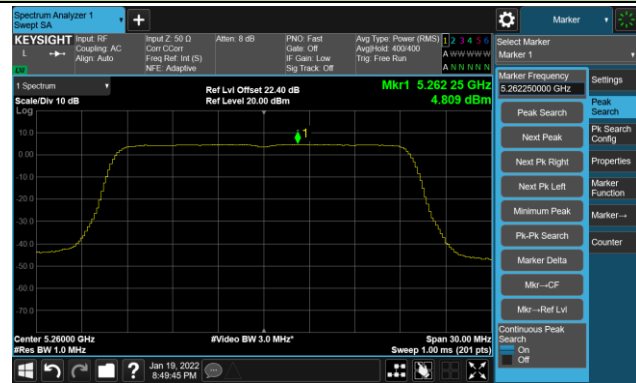 Spectrum Analyzer 1
Swept SA
Marker
KEYSIGHT Input: RF Input Z: 50 Ω Atten: 8 dB PNO: Fast Avg Type: Power (RMS) 1 2 3 4 5 6
L Coupling: AC Corr CCorr Gate: Off Avg|Hold: 400/400 A W W W W W
Align: Auto Freq Ref: Int (S) IF Gain: Low Trig: Free Run
NFE: Adaptive Sig Track: Off A N N N N N
LW
Select Marker
Marker 1
1 Spectrum Ref Lvl Offset 22.40 dB Mkr1 5.262 25 GHz
Scale/Div 10 dB Ref Level 20.00 dBm 4.809 dBm
Log
10.0
0.00
-10.0
-20.0
-30.0
-40.0
-50.0
-60.0
-70.0
1
Center 5.26000 GHz #Video BW 3.0 MHz* Span 30.00 MHz
#Res BW 1.0 MHz Sweep 1.00 ms (201 pts)
Marker Frequency
5.262250000 GHz
Peak Search
Next Peak
Next Pk Right
Next Pk Left
Minimum Peak
Pk-Pk Search
Marker Delta
Mkr→CF
Mkr→Ref Lvl
Continuous Peak
Search
On
Off
Settings
Peak
Search
Pk Search
Config
Properties
Marker
Function
Marker→
Counter
? Jan 19, 2022
8:49:45 PM